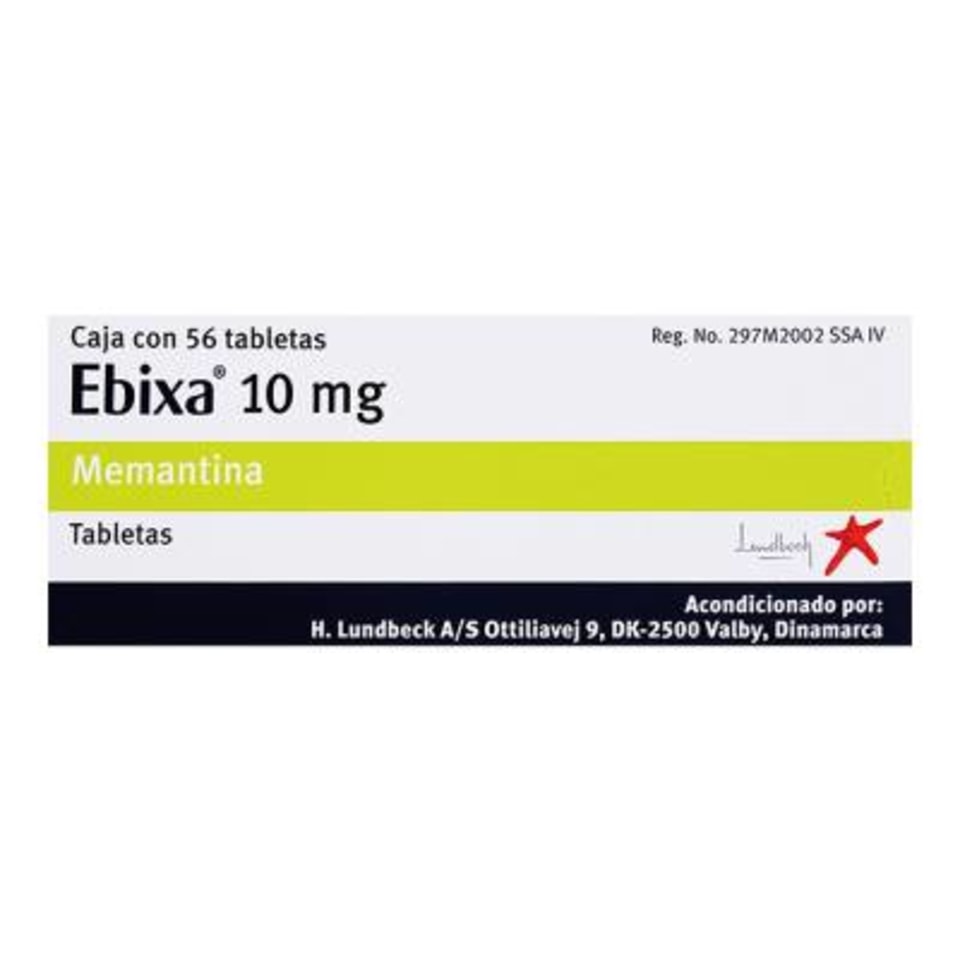 Caja con 56 tabletas
Reg. No. 297M2002 SSA IV
Ebixa® 10 mg
Memantina
Tabletas
Lundbeck
Acondicionado por:
H. Lundbeck A/S Ottiliavej 9, DK-2500 Valby, Dinamarca